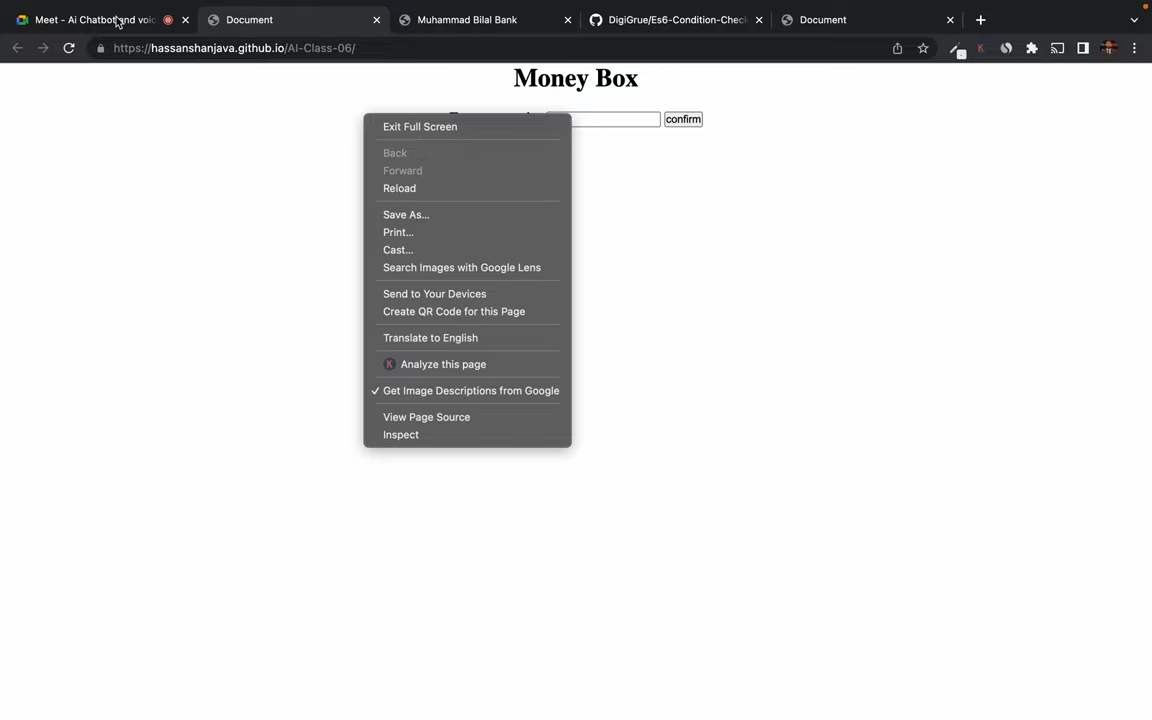 Meet - Ai Chatbot and voic
Document
Muhammad Bilal Bank
DigiGrue/Es6-Condition-Check
Document
https://hassanshanjava.github.io/AI-Class-06/
Money Box
confirm
Exit Full Screen
Back
Forward
Reload
Save As...
Print...
Cast...
Search Images with Google Lens
Send to Your Devices
Create QR Code for this Page
Translate to English
K Analyze this page
Get Image Descriptions from Google
View Page Source
Inspect